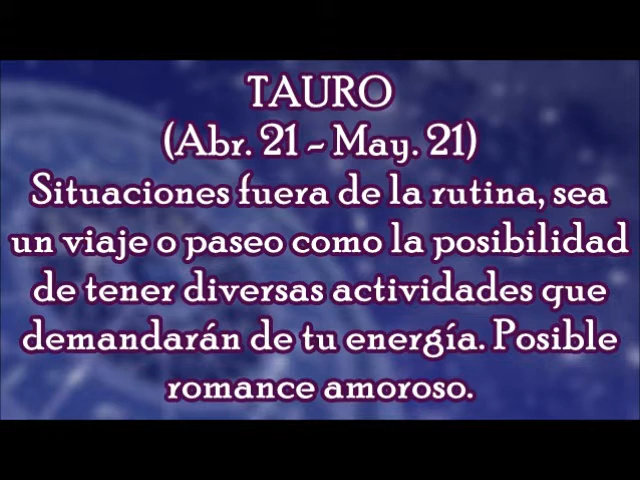 TAURO
(Abr. 21 - May. 21)
Situaciones fuera de la rutina, sea
un viaje o paseo como la posibilidad
de tener diversas actividades que
demandarán de tu energía. Posible
romance amoroso.